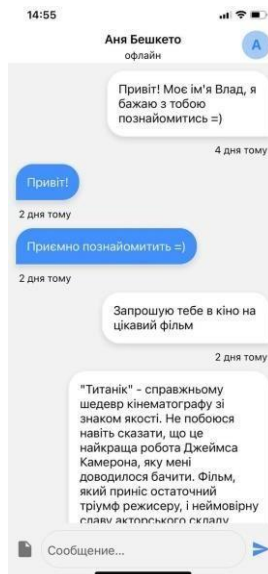 14:55
Аня Бешкето
офлайн
А
Привіт! Моє ім'я Влад, я
бажаю з тобою
познайомитись =)
4 дня тому
Привіт!
2 дня тому
Приємно познайомитить =)
2 дня тому
Запрошую тебе в кіно на
цікавий фільм
2 дня тому
"Титанік" - справжньому
шедевр кінематографу зі
знаком якості. Не побоюся
навіть сказати, що це
найкраща робота Джеймса
Камерона, яку мені
доводилося бачити. Фільм,
який приніс остаточний
тріумф режисеру, і неймовірну
славу акторського складу
Сообщение...